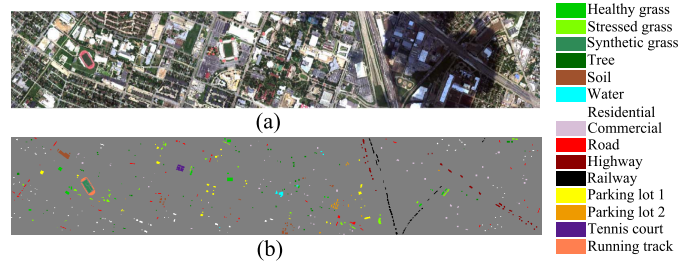 Healthy grass
Stressed grass
Synthetic grass
Tree
Soil
Water
Residential
Commercial
Road
Highway
Railway
Parking lot 1
Parking lot 2
Tennis court
Running track
(a)
(b)